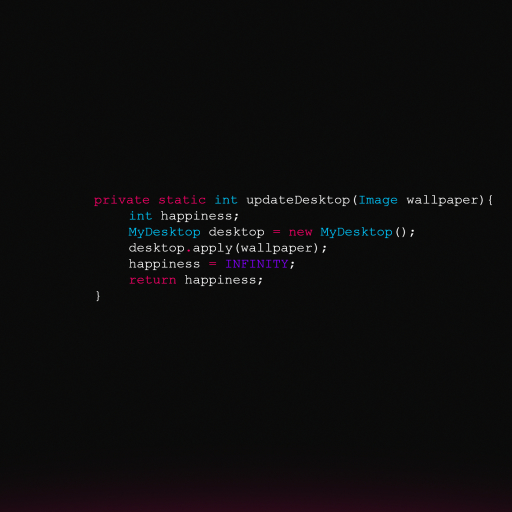 private static int updateDesktop(Image wallpaper){
int happiness;
MyDesktop desktop = new MyDesktop();
desktop.apply(wallpaper);
happiness = INFINITY;
return happiness;
}